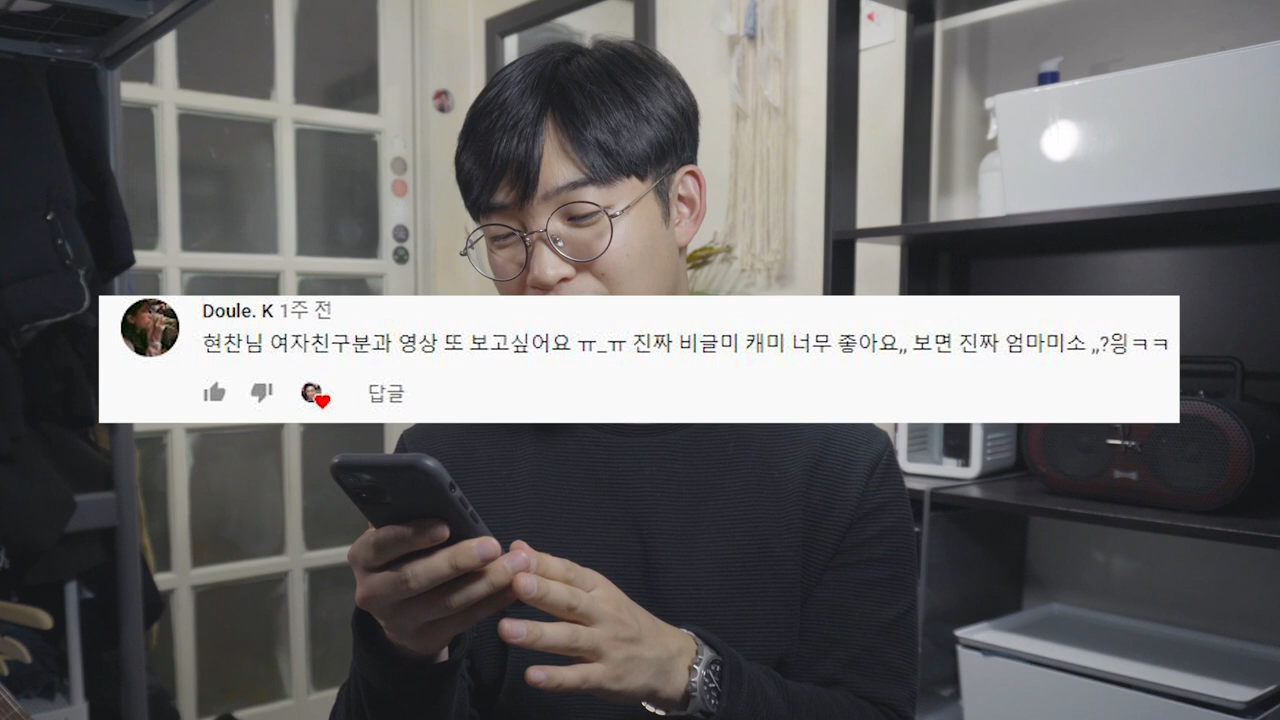 Doule. K 1주 전
현찬님 여자친구분과 영상 또 보고싶어요 ㅠ_ㅠ 진짜 비글미 캐미 너무 좋아요,, 보면 진짜 엄마미소 ,,?읭ㅋㅋ
답글